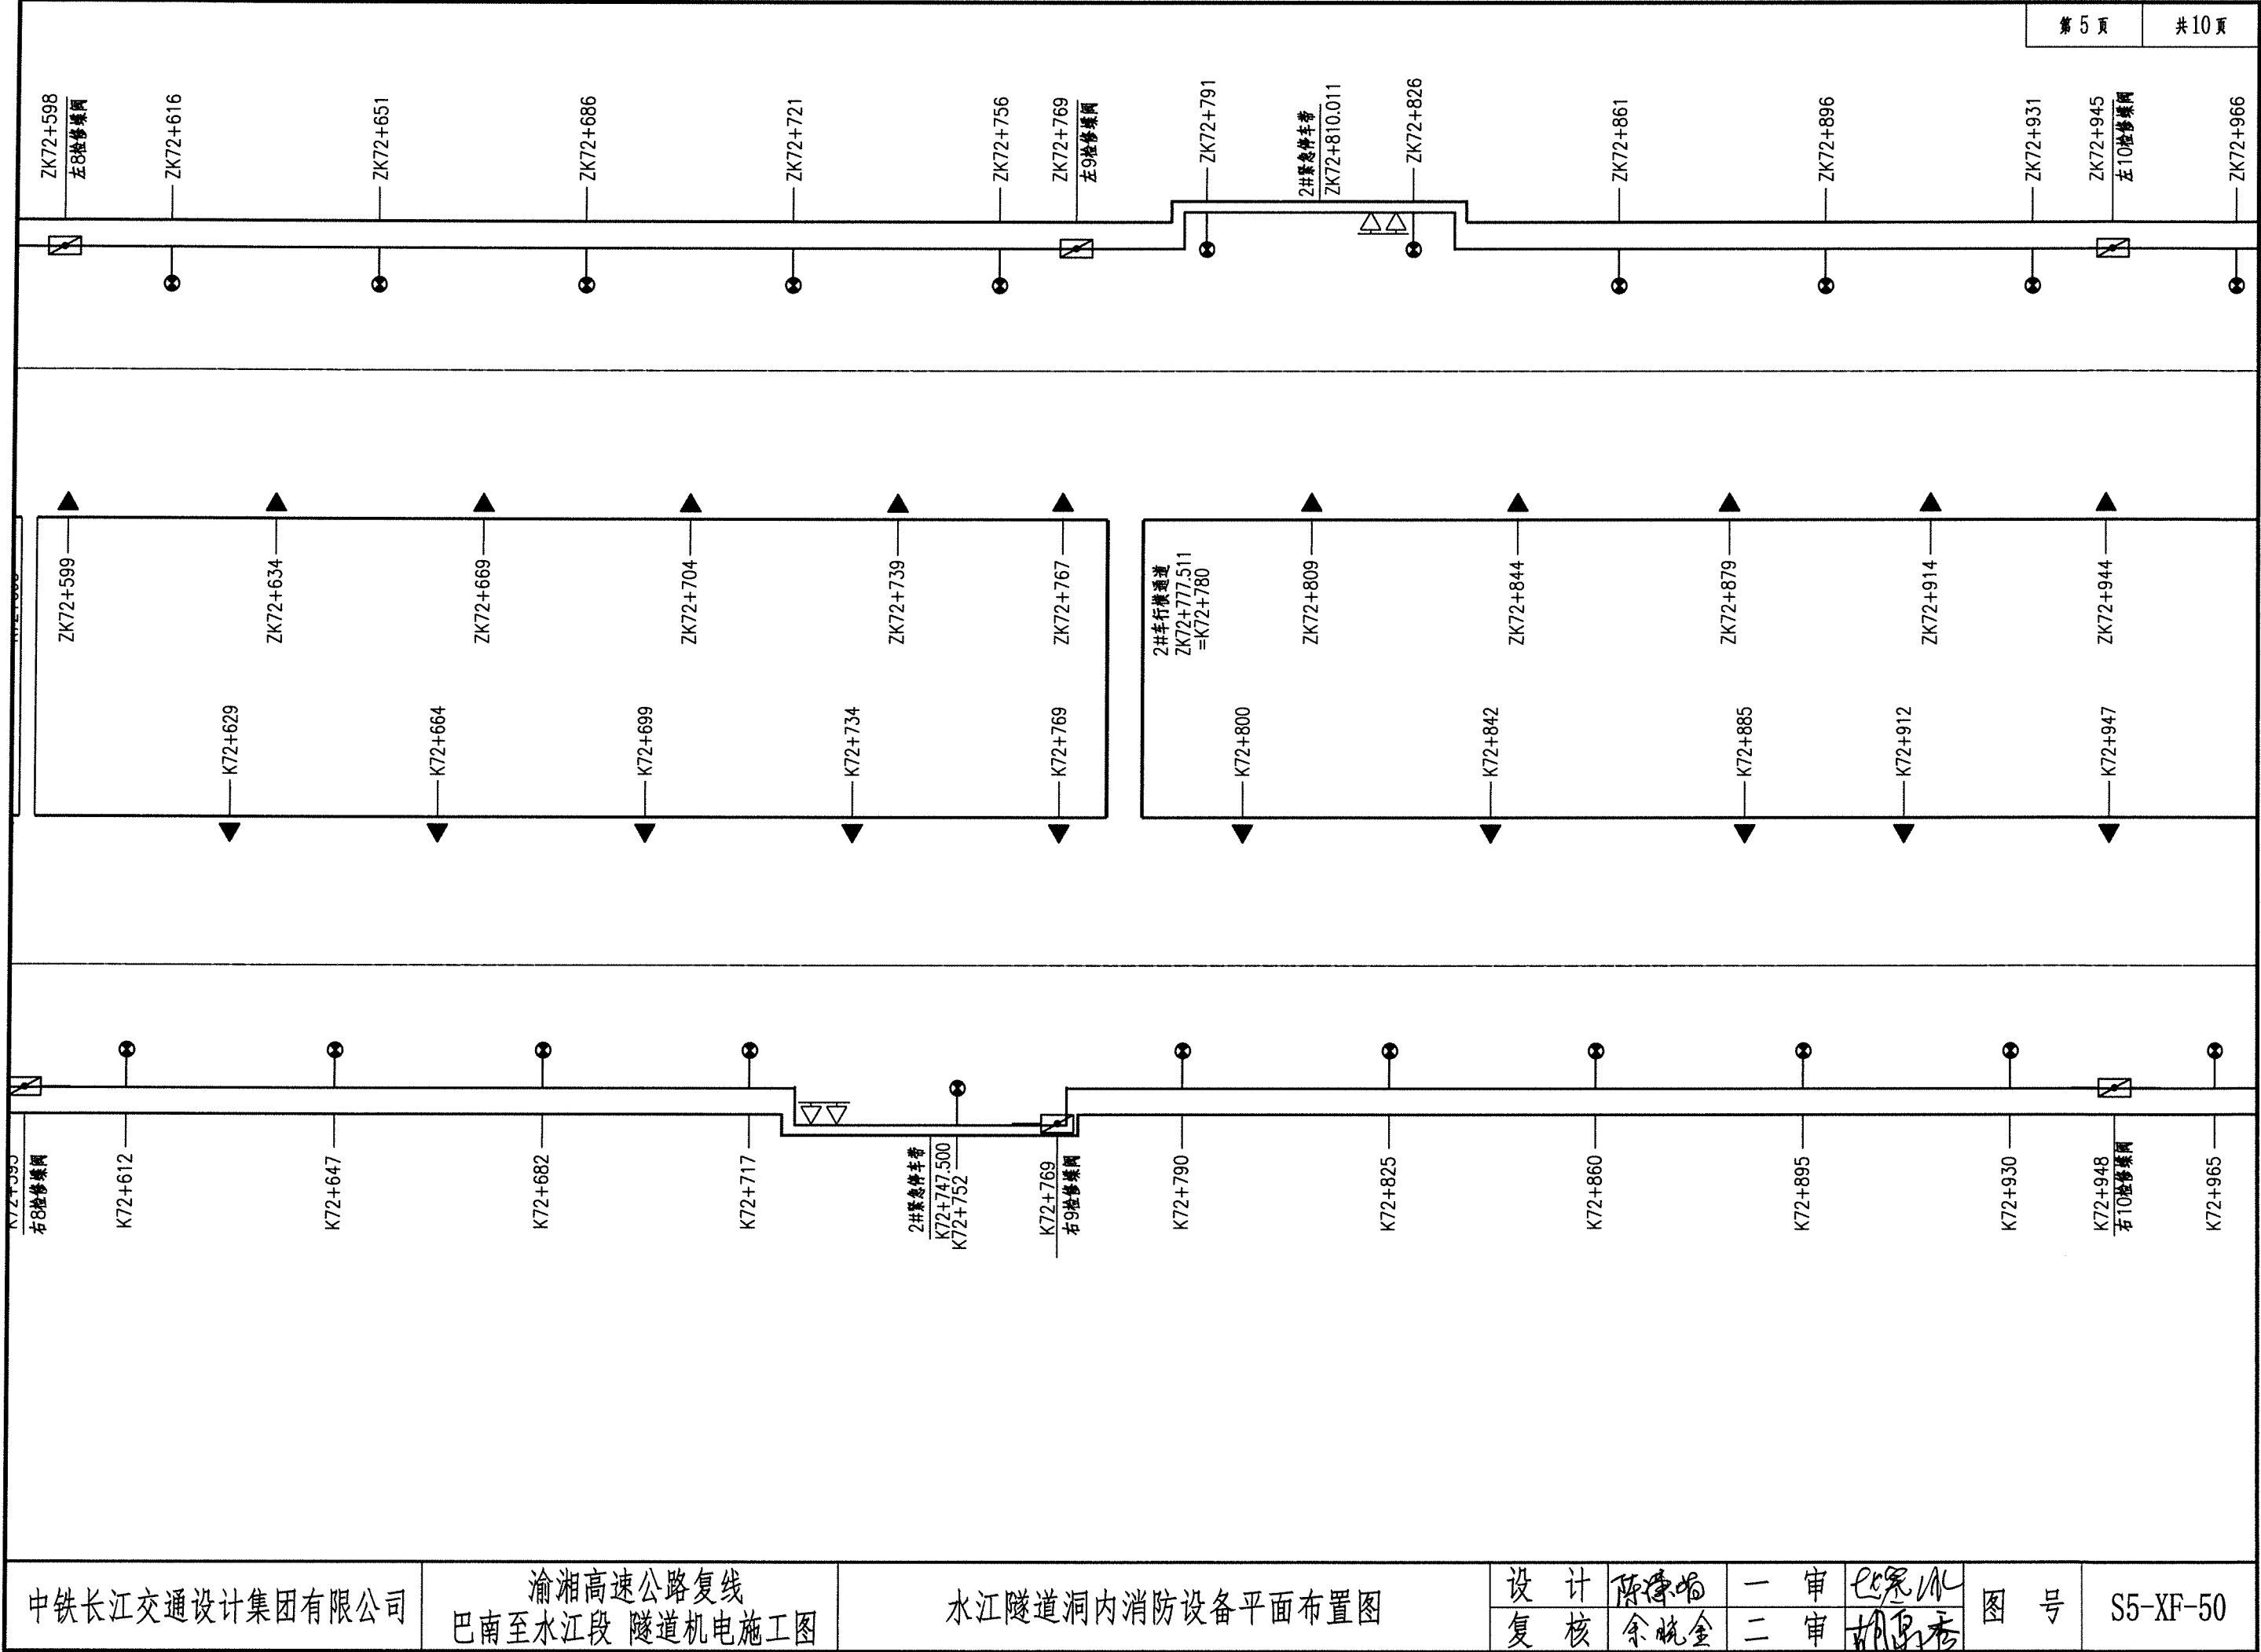 第 5 页
共10页
ZK72+598
左8检修蝶阀
ZK72+616
ZK72+651
ZK72+686
ZK72+721
ZK72+756
ZK72+769
左9检修蝶阀
ZK72+791
2#紧急停车带
ZK72+810.011
ZK72+826
ZK72+861
ZK72+896
ZK72+931
ZK72+945
左10检修蝶阀
ZK72+966
ZK72+599
ZK72+634
ZK72+669
ZK72+704
ZK72+739
ZK72+767
2#车行横通道
ZK72+777.511
=K72+780
ZK72+809
ZK72+844
ZK72+879
ZK72+914
ZK72+944
K72+629
K72+664
K72+699
K72+734
K72+769
K72+800
K72+842
K72+885
K72+912
K72+947
右8检修蝶阀
K72+612
K72+647
K72+682
K72+717
2#紧急停车带
K72+747.500
K72+752
K72+769
右9检修蝶阀
K72+790
K72+825
K72+860
K72+895
K72+930
K72+948
右10检修蝶阀
K72+965
中铁长江交通设计集团有限公司
渝湘高速公路复线
巴南至水江段 隧道机电施工图
水江隧道洞内消防设备平面布置图
设 计
一 审
复 核
余晓全
二 审
图 号
S5-XF-50